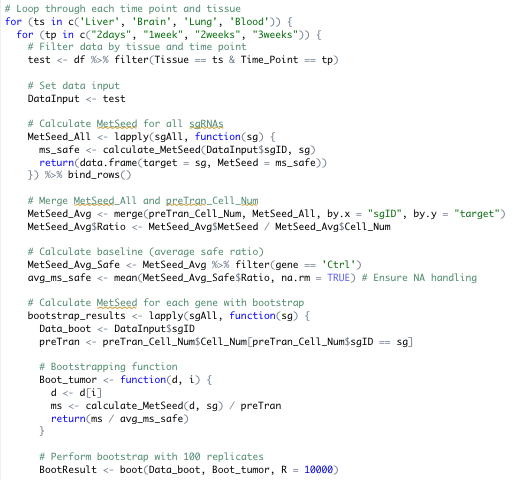 # Loop through each time point and tissue
for (ts in c('Liver', 'Brain', 'Lung', 'Blood')) {
  for (tp in c("2days", "1week", "2weeks", "3weeks")) {
    # Filter data by tissue and time point
    test <- df %>% filter(Tissue == ts & Time_Point == tp)

    # Set data input
    DataInput <- test

    # Calculate MetSeed for all sgRNAs
    MetSeed_All <- lapply(sgAll, function(sg) {
      ms_safe <- calculate_MetSeed(DataInput$sgID, sg)
      return(data.frame(target = sg, MetSeed = ms_safe))
    }) %>% bind_rows()

    # Merge MetSeed_All and preTran_Cell_Num
    MetSeed_Avg <- merge(preTran_Cell_Num, MetSeed_All, by.x = "sgID", by.y = "target")
    MetSeed_Avg$Ratio <- MetSeed_Avg$MetSeed / MetSeed_Avg$Cell_Num

    # Calculate baseline (average safe ratio)
    MetSeed_Avg_Safe <- MetSeed_Avg %>% filter(gene == 'Ctrl')
    avg_ms_safe <- mean(MetSeed_Avg_Safe$Ratio, na.rm = TRUE) # Ensure NA handling

    # Calculate MetSeed for each gene with bootstrap
    bootstrap_results <- lapply(sgAll, function(sg) {
      Data_boot <- DataInput$sgID
      preTran <- preTran_Cell_Num$Cell_Num[preTran_Cell_Num$sgID == sg]

      # Bootstrapping function
      Boot_tumor <- function(d, i) {
        d <- d[i]
        ms <- calculate_MetSeed(d, sg) / preTran
        return(ms / avg_ms_safe)
      }

      # Perform bootstrap with 100 replicates
      BootResult <- boot(Data_boot, Boot_tumor, R = 10000)